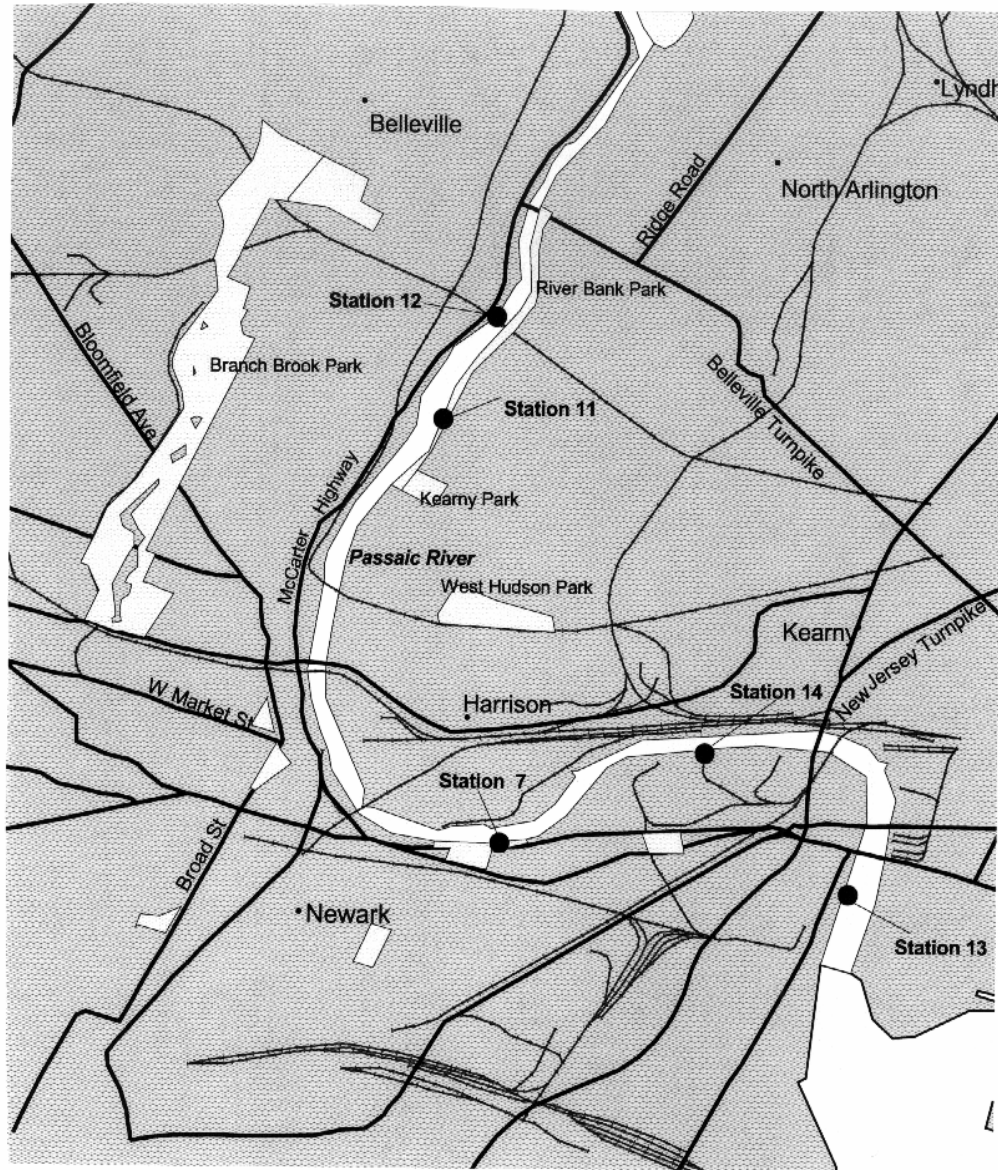 Lyndh
Belleville
North Arlington
Ridge Road
River Bank Park
Station 12
Bloomfield Ave
Branch Brook Park
Belleville Turnpike
Station 11
Highway
Kearny Park
McCarter
Passaic River
West Hudson Park
Kearny
New Jersey Turnpike
W Market St
Station 14
Harrison
Station 7
Broad St
Newark
Station 13